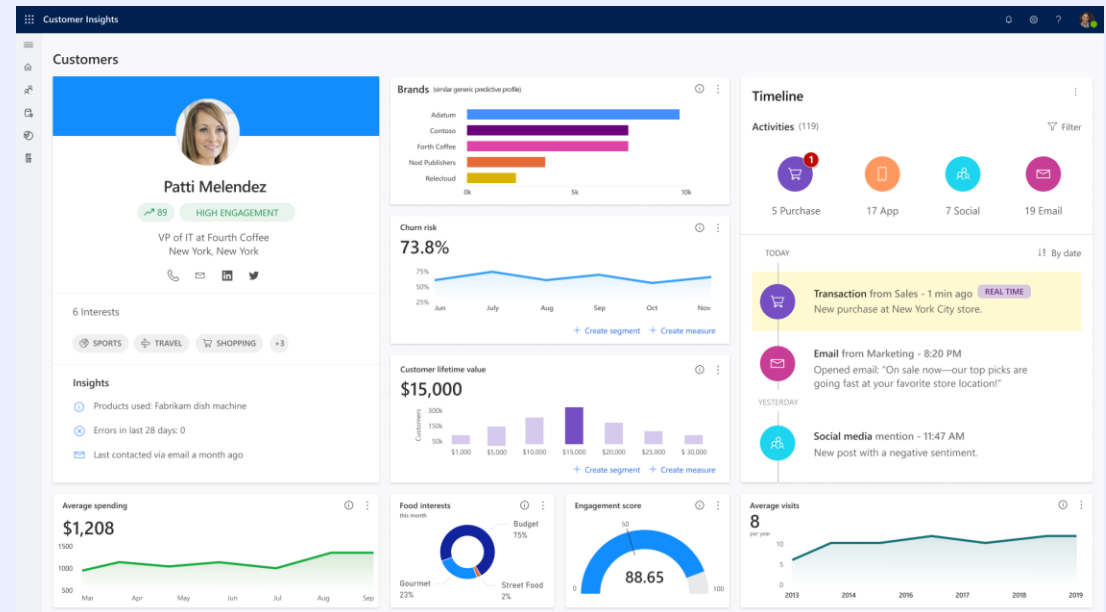 Customer Insights
?
Customers
Patti Melendez
89
HIGH ENGAGEMENT
VP of IT at Fourth Coffee
New York, New York
in
6 Interests
SPORTS
TRAVEL
SHOPPING
+3
Insights
Products used: Fabrikam dish machine
Errors in last 28 days: 0
Last contacted via email a month ago
Brands (similar generic predictive profile)
Adatum
Contoso
Forth Coffee
Nod Publishers
Relecloud
0k 5k 10k
Churn risk
73.8%
75%
50%
25%
Jun July Aug Sep Oct Nov
+ Create segment + Create measure
Customer lifetime value
$15,000
Customers
300k
150k
50k
$1,000 $5,000 $10,000 $15,000 $20,000 $25,000 $ 30,000
+ Create segment + Create measure
Timeline
Activities (119)
Filter
1
5 Purchase 17 App 7 Social 19 Email
TODAY
By date
Transaction from Sales - 1 min ago REAL TIME
New purchase at New York City store.
Email from Marketing - 8:20 PM
Opened email: "On sale now—our top picks are
going fast at your favorite store location!"
YESTERDAY
Social media mention - 11:47 AM
New post with a negative sentiment.
Average spending
$1,208
1500
1000
500
Mar Apr May Jun Jul Aug Sep
Food interests
this month
Budget
75%
Gourmet
23%
Street Food
2%
Engagement score
50
88.65
0 100
Average visits
8
per year
10
5
0
2013 2014 2016 2017 2018 2019